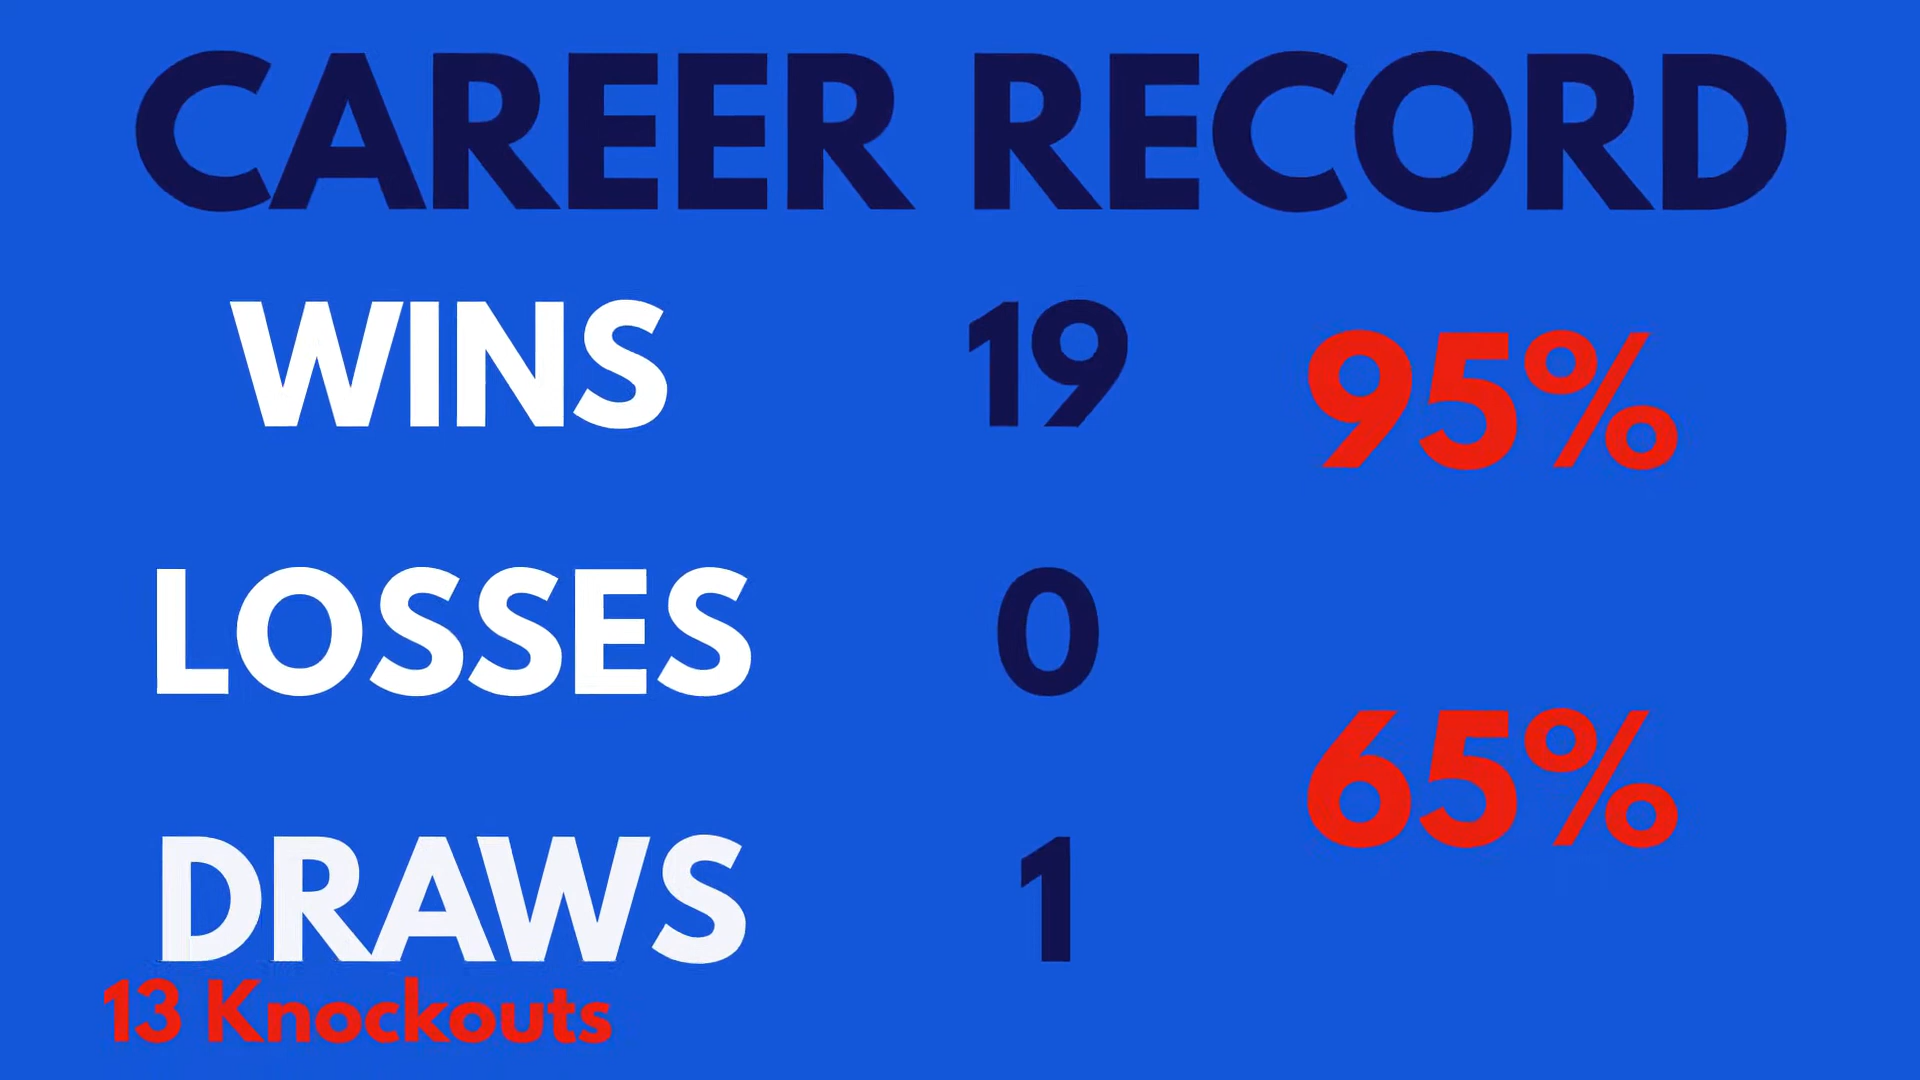 CAREER RECORD
WINS 19 95%
LOSSES 0
65%
DRAWS 1
13 Knockouts